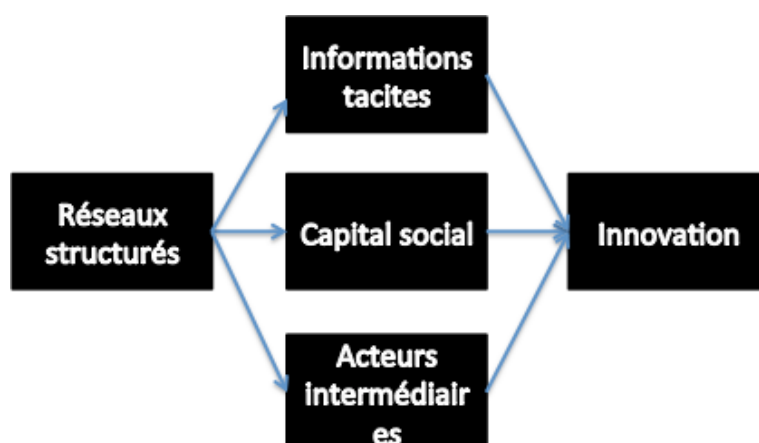 Informations
tacites
Réseaux
structurés
Capital social
Innovation
Acteurs
intermédiair
es